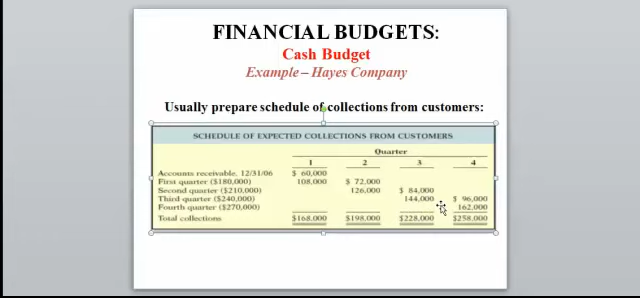 FINANCIAL BUDGETS:
Cash Budget
Example – Hayes Company
Usually prepare schedule of collections from customers:
SCHEDULE OF EXPECTED COLLECTIONS FROM CUSTOMERS
Quarter
1 2 3 4
Accounts receivable, 12/31/06 $ 60,000
First quarter ($180,000) 108,000 $ 72,000
Second quarter ($210,000) 126,000 $ 84,000
Third quarter ($240,000) 144,000 $ 96,000
Fourth quarter ($270,000) 162,000
Total collections $168,000 $198,000 $228,000 $258,000